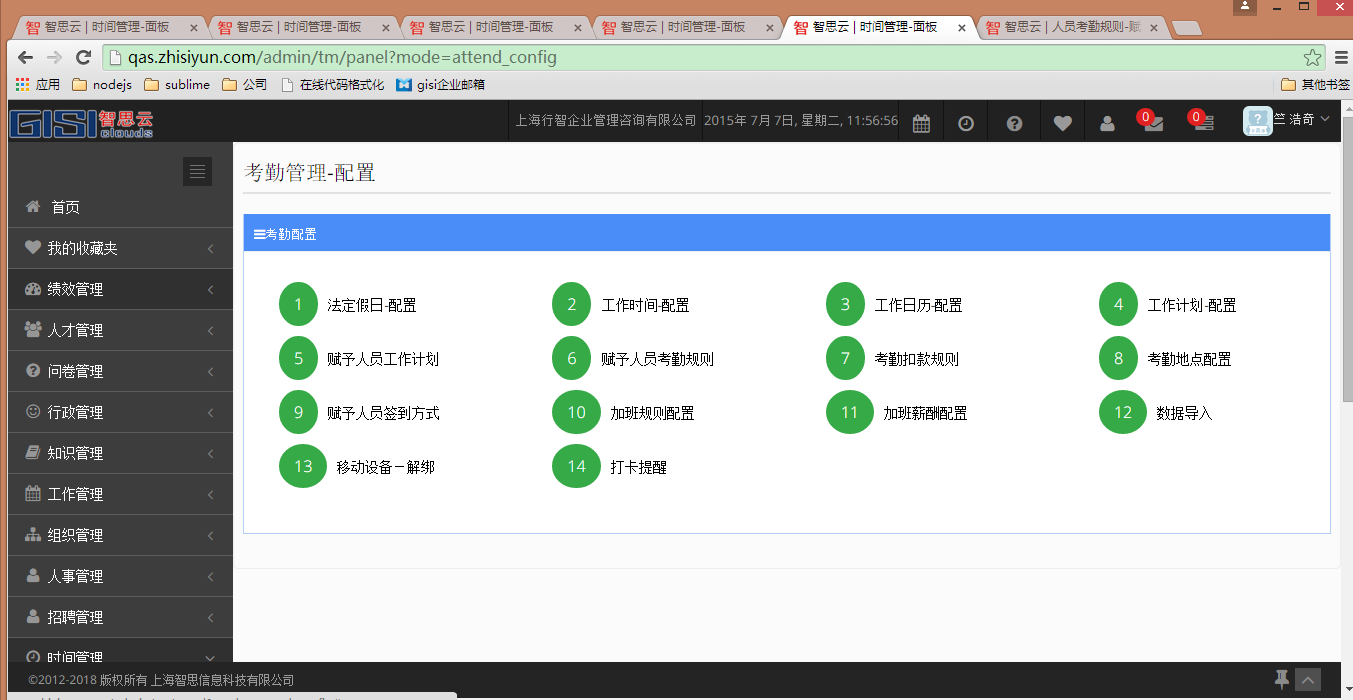 智思云 | 时间管理-面板
智思云 | 时间管理-面板
智思云 | 时间管理-面板
智思云 | 时间管理-面板
智思云 | 时间管理-面板
智思云 | 人员考勤规则-赋
qas.zhisiyun.com/admin/tm/panel?mode=attend_config
应用 nodejs sublime 公司 在线代码格式化 gisi企业邮箱 其他书签
GISI 智思云 clouds
上海行智企业管理咨询有限公司 2015年 7月 7日, 星期二, 11:56:56 0 0 竺 浩奇
首页
我的收藏夹
绩效管理
人才管理
问卷管理
行政管理
知识管理
工作管理
组织管理
人事管理
招聘管理
时间管理
考勤管理-配置
考勤配置
1 法定假日-配置
2 工作时间-配置
3 工作日历-配置
4 工作计划-配置
5 赋予人员工作计划
6 赋予人员考勤规则
7 考勤扣款规则
8 考勤地点配置
9 赋予人员签到方式
10 加班规则配置
11 加班薪酬配置
12 数据导入
13 移动设备－解绑
14 打卡提醒
©2012-2018 版权所有 上海智思信息科技有限公司